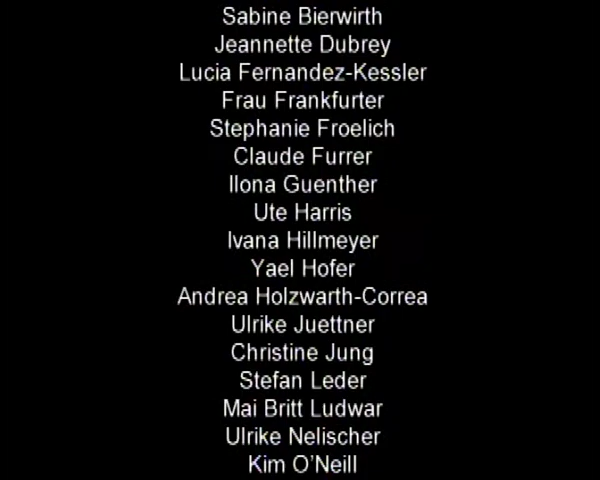 Sabine Bierwirth
Jeannette Dubrey
Lucia Fernandez-Kessler
Frau Frankfurter
Stephanie Froelich
Claude Furrer
Ilona Guenther
Ute Harris
Ivana Hillmeyer
Yael Hofer
Andrea Holzwarth-Correa
Ulrike Juettner
Christine Jung
Stefan Leder
Mai Britt Ludwar
Ulrike Nelischer
Kim O’Neill